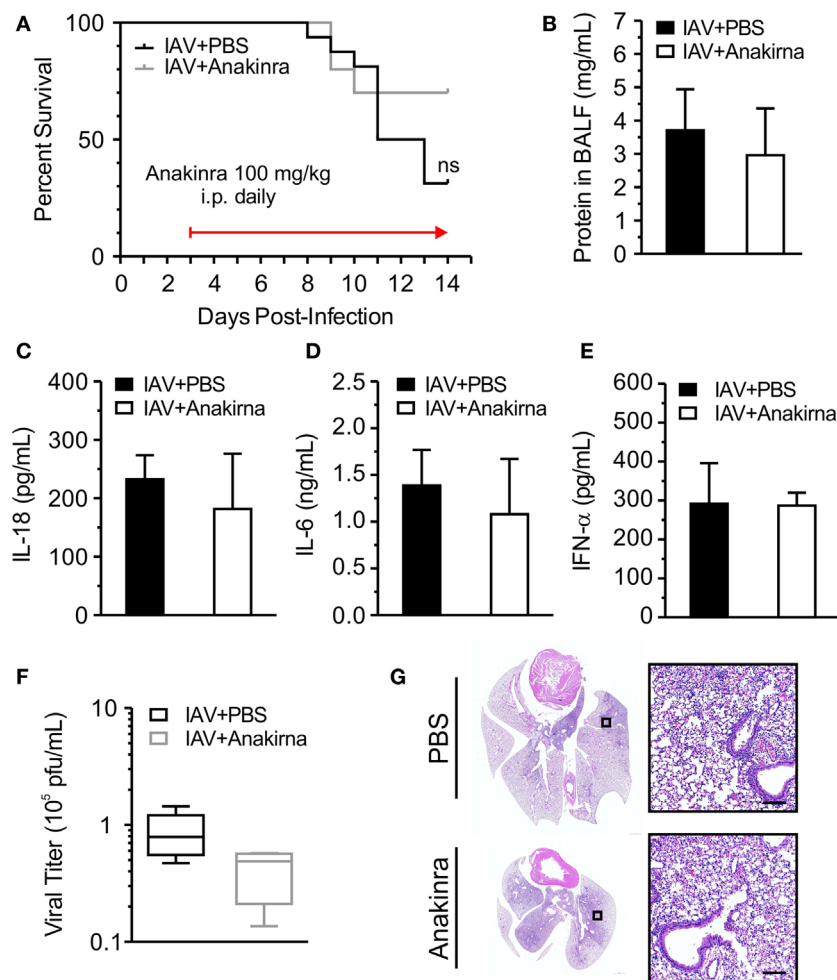 A
100
50
0
Percent Survival
IAV+PBS
IAV+Anakinra
ns
Anakinra 100 mg/kg
i.p. daily
0 2 4 6 8 10 12 14
Days Post-Infection
B
Protein in BALF (mg/mL)
7
6
5
4
3
2
1
0
IAV+PBS
IAV+Anakirna
C
IL-18 (pg/mL)
400
300
200
100
0
IAV+PBS
IAV+Anakirna
D
IL-6 (ng/mL)
2.5
2.0
1.5
1.0
0.5
0.0
IAV+PBS
IAV+Anakirna
E
IFN-α (pg/mL)
600
500
400
300
200
100
0
IAV+PBS
IAV+Anakirna
F
Viral Titer (10⁵ pfu/mL)
10
1
0.1
IAV+PBS
IAV+Anakirna
G
PBS
Anakinra